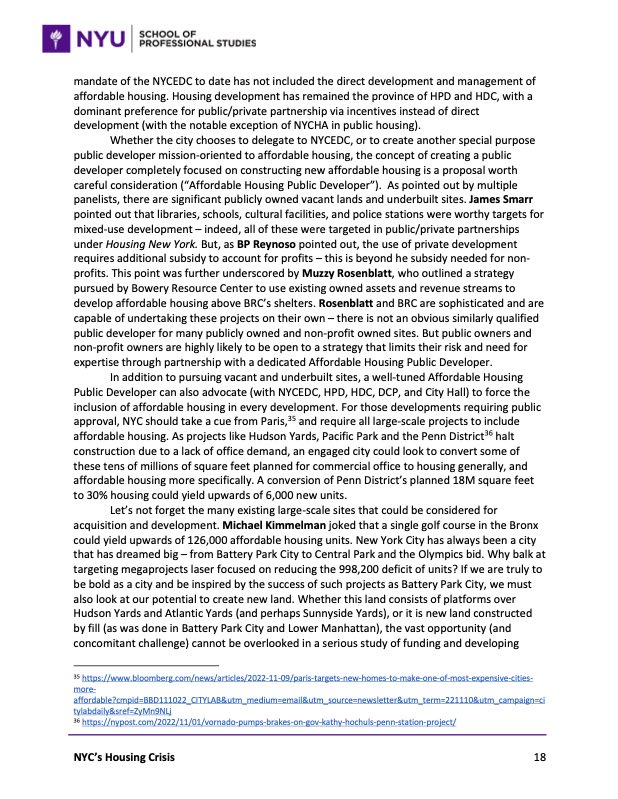 NYU
SCHOOL OF
PROFESSIONAL STUDIES
mandate of the NYCEDC to date has not included the direct development and management of
affordable housing. Housing development has remained the province of HPD and HDC, with a
dominant preference for public/private partnership via incentives instead of direct
development (with the notable exception of NYCHA in public housing).
Whether the city chooses to delegate to NYCEDC, or to create another special purpose
public developer mission-oriented to affordable housing, the concept of creating a public
developer completely focused on constructing new affordable housing is a proposal worth
careful consideration (“Affordable Housing Public Developer”).  As pointed out by multiple
panelists, there are significant publicly owned vacant lands and underbuilt sites. James Smarr
pointed out that libraries, schools, cultural facilities, and police stations were worthy targets for
mixed-use development – indeed, all of these were targeted in public/private partnerships
under Housing New York. But, as BP Reynoso pointed out, the use of private development
requires additional subsidy to account for profits – this is beyond he subsidy needed for non-
profits. This point was further underscored by Muzzy Rosenblatt, who outlined a strategy
pursued by Bowery Resource Center to use existing owned assets and revenue streams to
develop affordable housing above BRC’s shelters. Rosenblatt and BRC are sophisticated and are
capable of undertaking these projects on their own – there is not an obvious similarly qualified
public developer for many publicly owned and non-profit owned sites. But public owners and
non-profit owners are highly likely to be open to a strategy that limits their risk and need for
expertise through partnership with a dedicated Affordable Housing Public Developer.
In addition to pursuing vacant and underbuilt sites, a well-tuned Affordable Housing
Public Developer can also advocate (with NYCEDC, HPD, HDC, DCP, and City Hall) to force the
inclusion of affordable housing in every development. For those developments requiring public
approval, NYC should take a cue from Paris,35 and require all large-scale projects to include
affordable housing. As projects like Hudson Yards, Pacific Park and the Penn District36 halt
construction due to a lack of office demand, an engaged city could look to convert some of
these tens of millions of square feet planned for commercial office to housing generally, and
affordable housing more specifically. A conversion of Penn District’s planned 18M square feet
to 30% housing could yield upwards of 6,000 new units.
Let’s not forget the many existing large-scale sites that could be considered for
acquisition and development. Michael Kimmelman joked that a single golf course in the Bronx
could yield upwards of 126,000 affordable housing units. New York City has always been a city
that has dreamed big – from Battery Park City to Central Park and the Olympics bid. Why balk at
targeting megaprojects laser focused on reducing the 998,200 deficit of units? If we are truly to
be bold as a city and be inspired by the success of such projects as Battery Park City, we must
also look at our potential to create new land. Whether this land consists of platforms over
Hudson Yards and Atlantic Yards (and perhaps Sunnyside Yards), or it is new land constructed
by fill (as was done in Battery Park City and Lower Manhattan), the vast opportunity (and
concomitant challenge) cannot be overlooked in a serious study of funding and developing
35 https://www.bloomberg.com/news/articles/2022-11-09/paris-targets-new-homes-to-make-one-of-most-expensive-cities-
more-
affordable?cmpid=BBD111022_CITYLAB&utm_medium=email&utm_source=newsletter&utm_term=221110&utm_campaign=ci
tylabdaily&sref=ZyMn9NLj
36 https://nypost.com/2022/11/01/vornado-pumps-brakes-on-gov-kathy-hochuls-penn-station-project/
NYC’s Housing Crisis 18